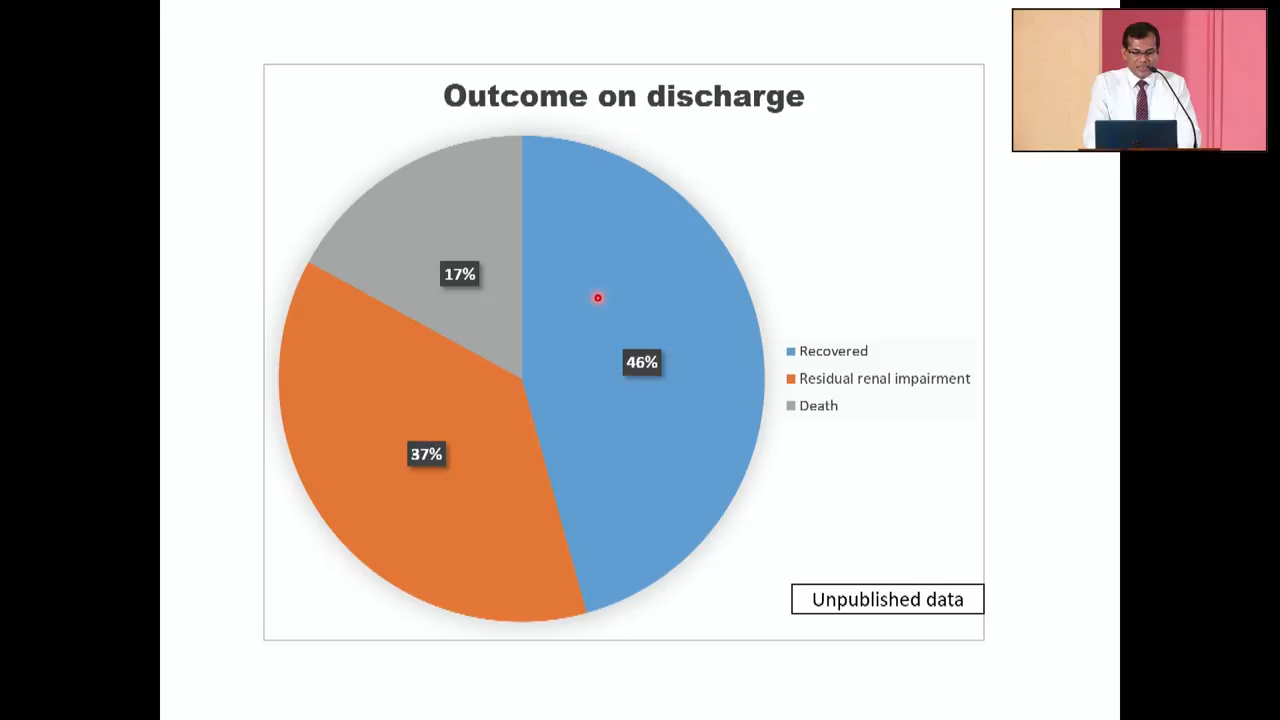 Outcome on discharge
17%
46%
37%
Recovered
Residual renal impairment
Death
Unpublished data